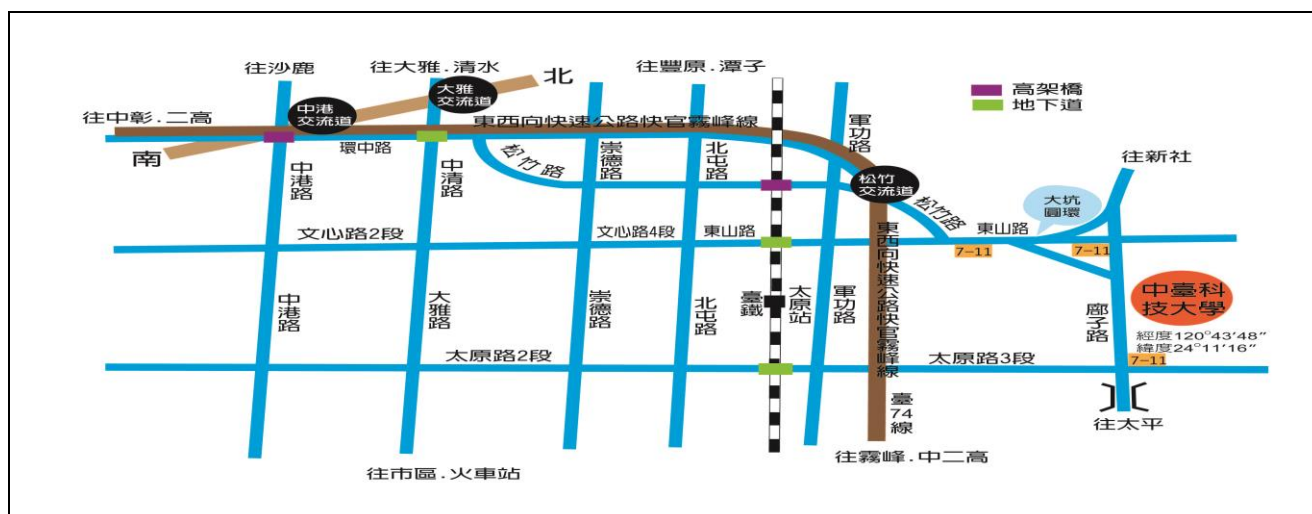 往沙鹿
往大雅.清水
北
往豐原.潭子
高架橋
地下道
大雅
交流道
中港
交流道
往中彰.二高
東西向快速公路快官霧峰線
軍功路
南
環中路
松竹路
崇德路
北屯路
往新社
中港路
中清路
松竹
交流道
大坑
圓環
松竹路
文心路2段
文心路4段
東山路
東山路
7-11
7-11
東西向快速公路快官霧峰線
中港路
大雅路
崇德路
北屯路
臺鐵
太原站
軍功路
廍子路
中臺科
技大學
經度120°43'48"
緯度24°11'16"
7-11
太原路2段
太原路3段
臺74線
往太平
往市區.火車站
往霧峰.中二高